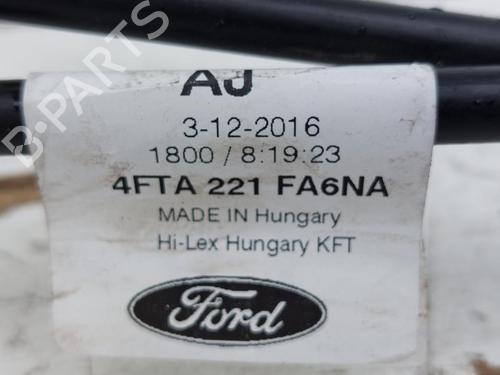 B-PARTS
AJ
3-12-2016
1800 / 8:19:23
4FTA 221 FA6NA
MADE IN Hungary
Hi-Lex Hungary KFT
Ford